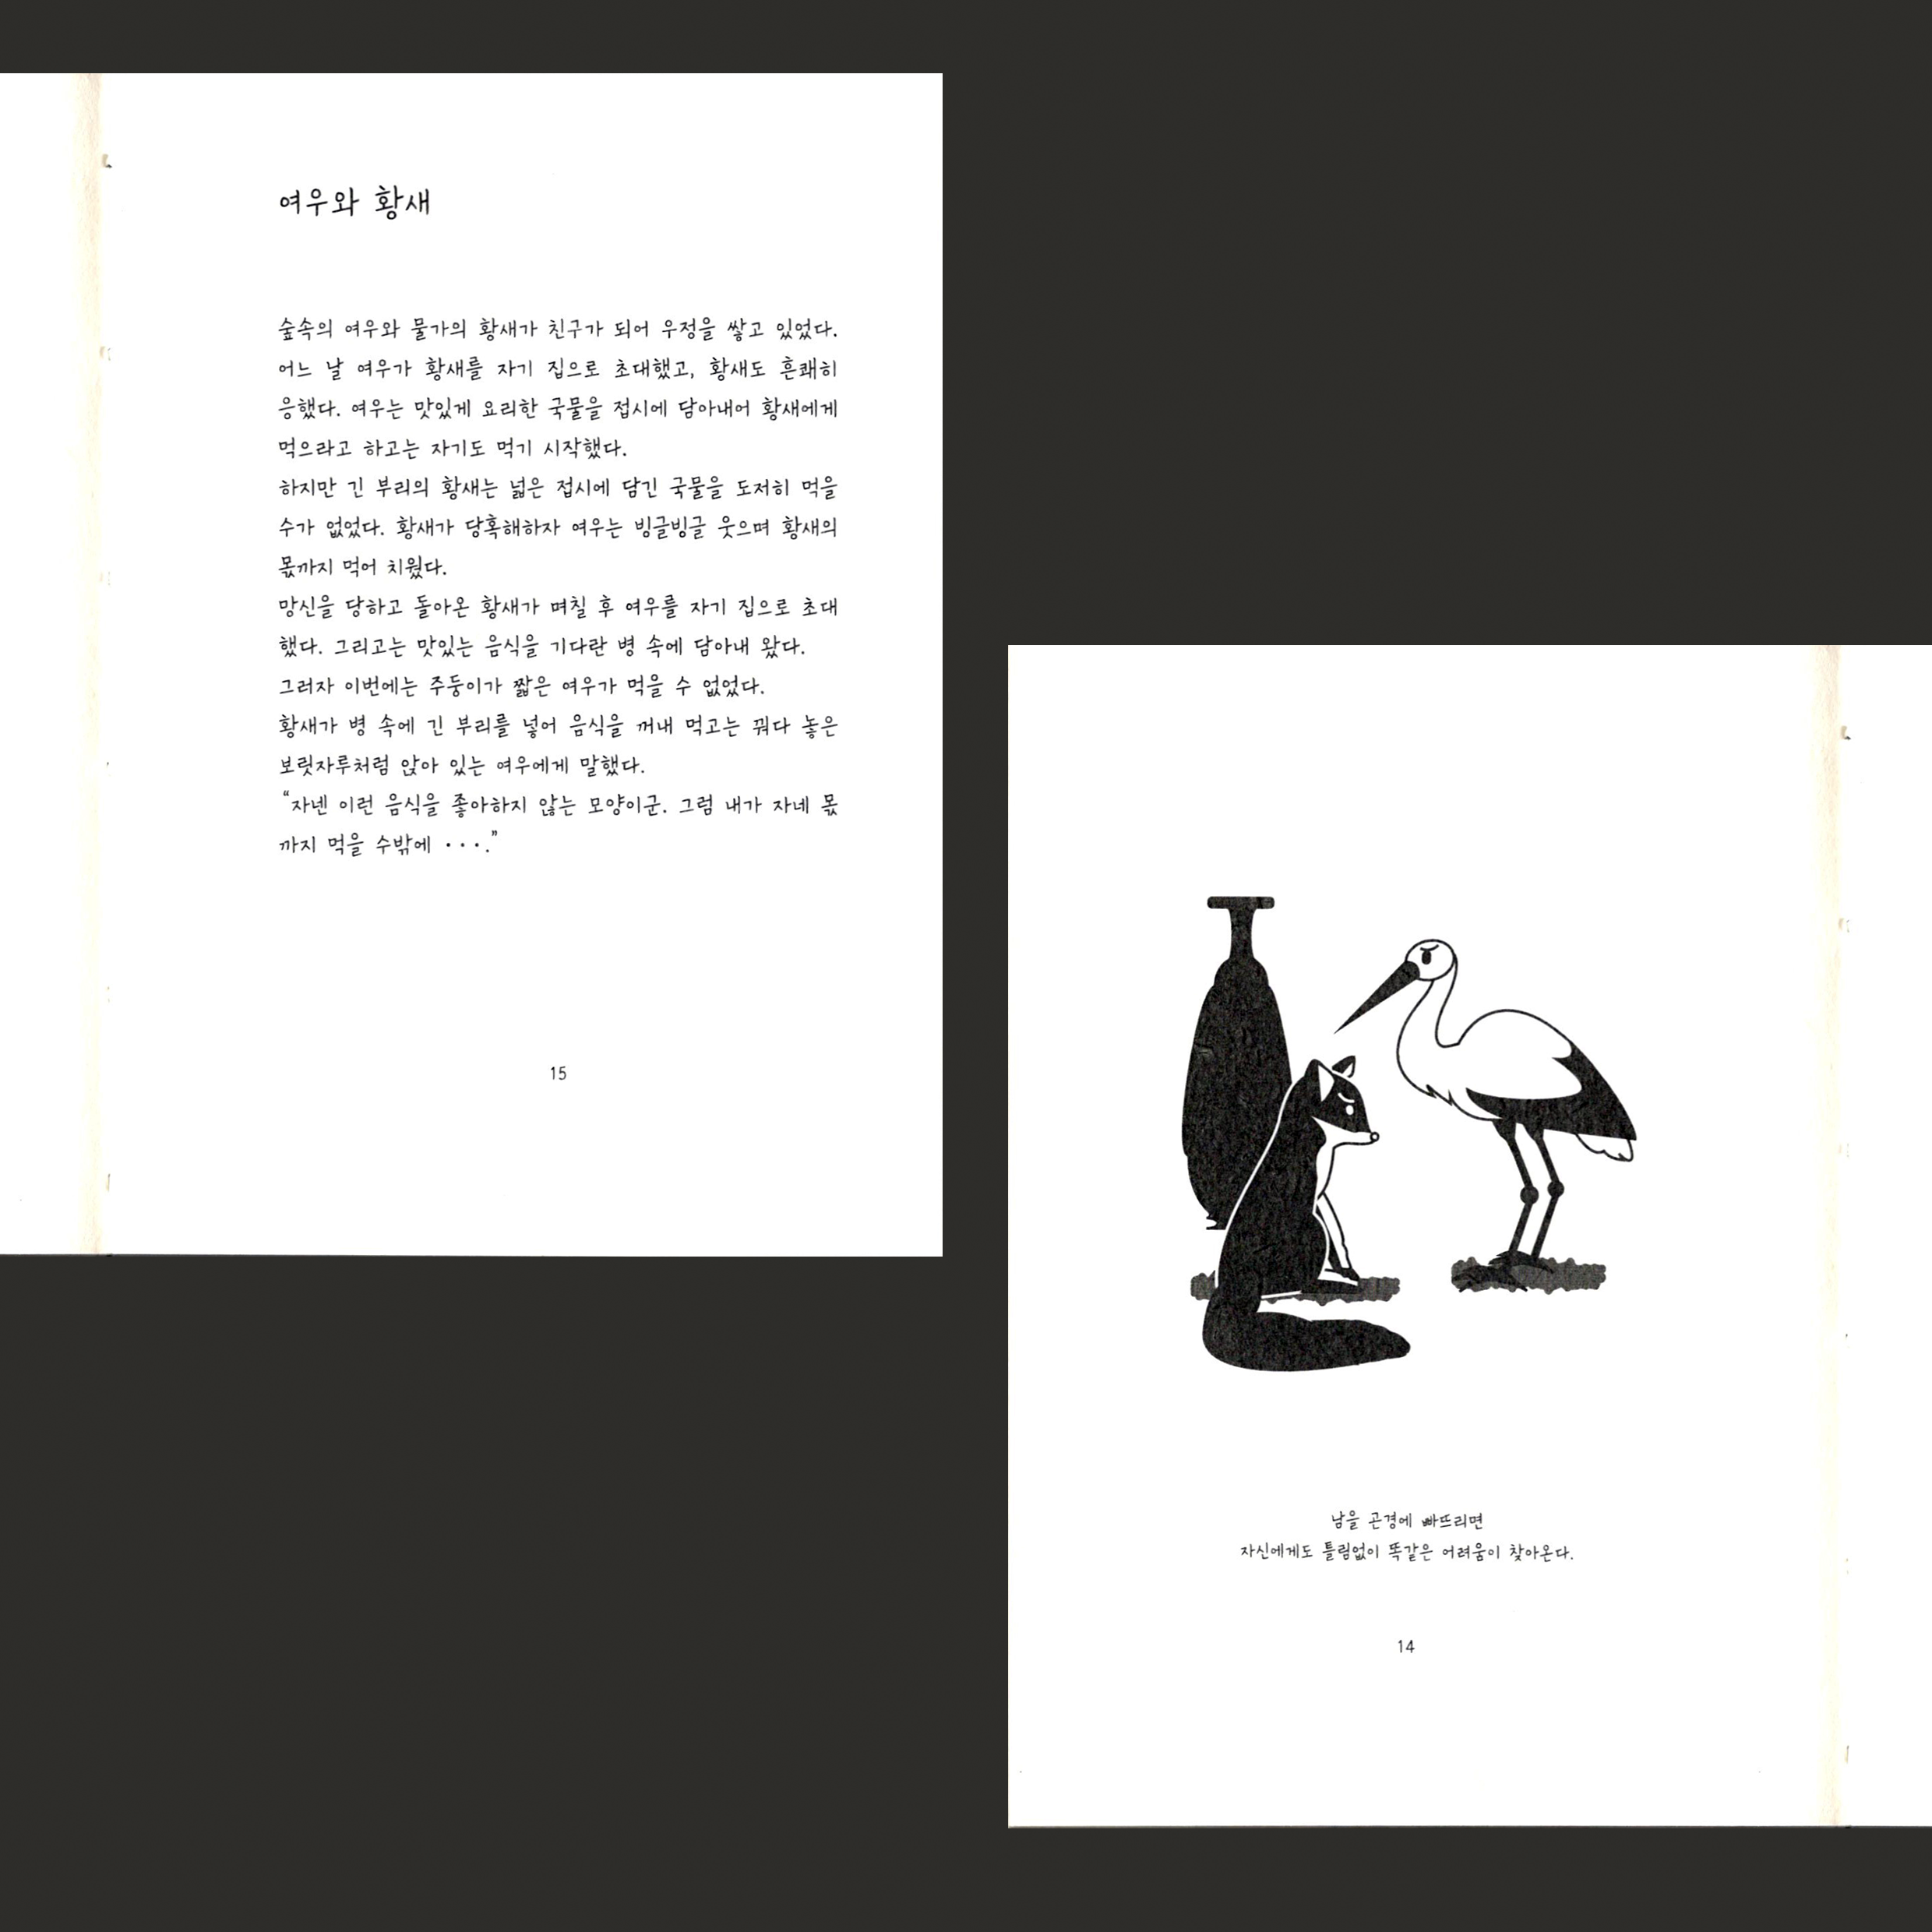 여우와 황새
숲속의 여우와 물가의 황새가 친구가 되어 우정을 쌓고 있었다.
어느 날 여우가 황새를 자기 집으로 초대했고, 황새도 흔쾌히
응했다. 여우는 맛있게 요리한 국물을 접시에 담아내어 황새에게
먹으라고 하고는 자기도 먹기 시작했다.
하지만 긴 부리의 황새는 넓은 접시에 담긴 국물을 도저히 먹을
수가 없었다. 황새가 당혹해하자 여우는 빙글빙글 웃으며 황새의
몫까지 먹어 치웠다.
망신을 당하고 돌아온 황새가 며칠 후 여우를 자기 집으로 초대
했다. 그리고는 맛있는 음식을 기다란 병 속에 담아내 왔다.
그러자 이번에는 주둥이가 짧은 여우가 먹을 수 없었다.
황새가 병 속에 긴 부리를 넣어 음식을 꺼내 먹고는 꿔다 놓은
보릿자루처럼 앉아 있는 여우에게 말했다.
“자넨 이런 음식을 좋아하지 않는 모양이군. 그럼 내가 자네 몫
까지 먹을 수밖에 ····.”
15
남을 곤경에 빠뜨리면
자신에게도 틀림없이 똑같은 어려움이 찾아온다.
14